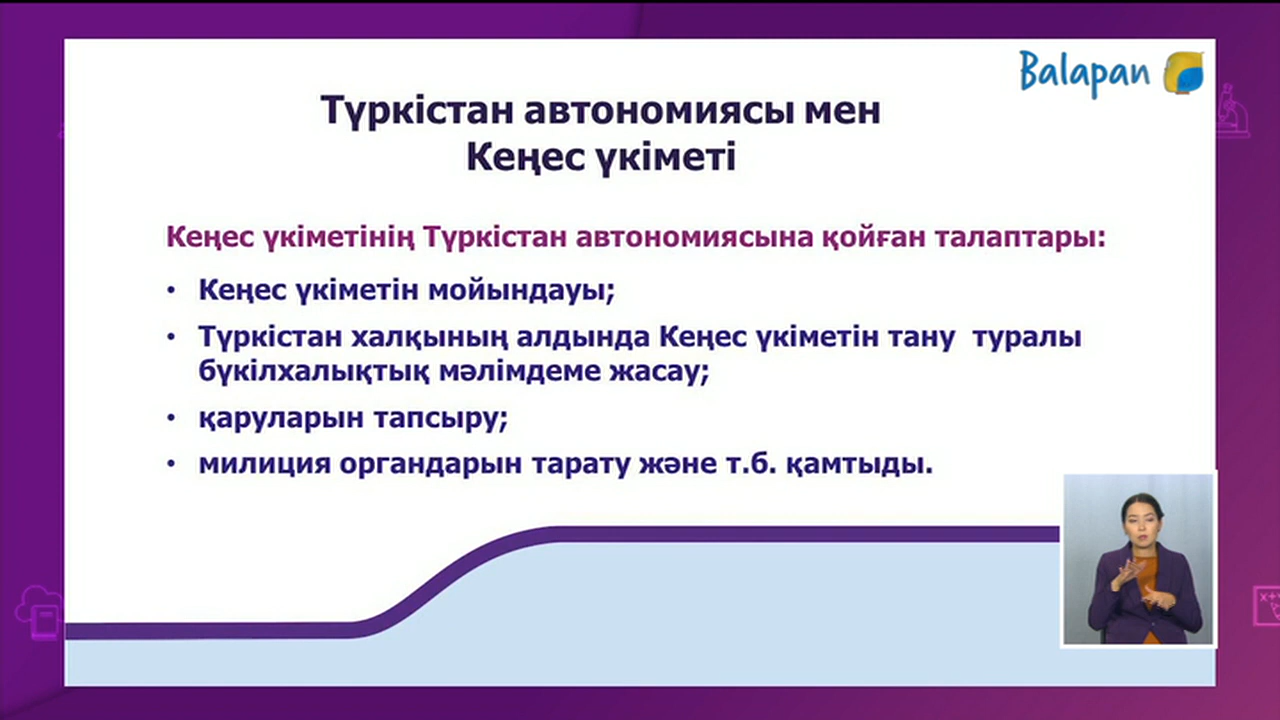 Balapan
Түркістан автономиясы мен
Кеңес үкіметі
Кеңес үкіметінің Түркістан автономиясына қойған талаптары:
• Кеңес үкіметін мойындауы;
• Түркістан халқының алдында Кеңес үкіметін тану туралы
бүкілхалықтық мәлімдеме жасау;
• қаруларын тапсыру;
• милиция органдарын тарату және т.б. қамтыды.